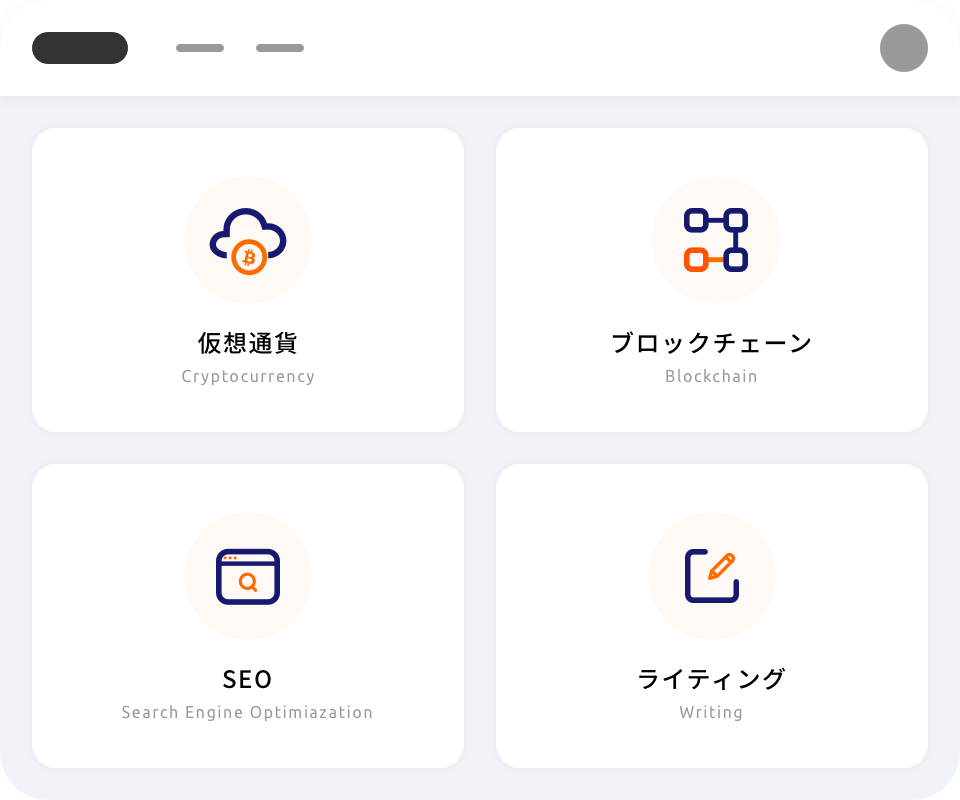 仮想通貨
Cryptocurrency
ブロックチェーン
Blockchain
SEO
Search Engine Optimiazation
ライティング
Writing